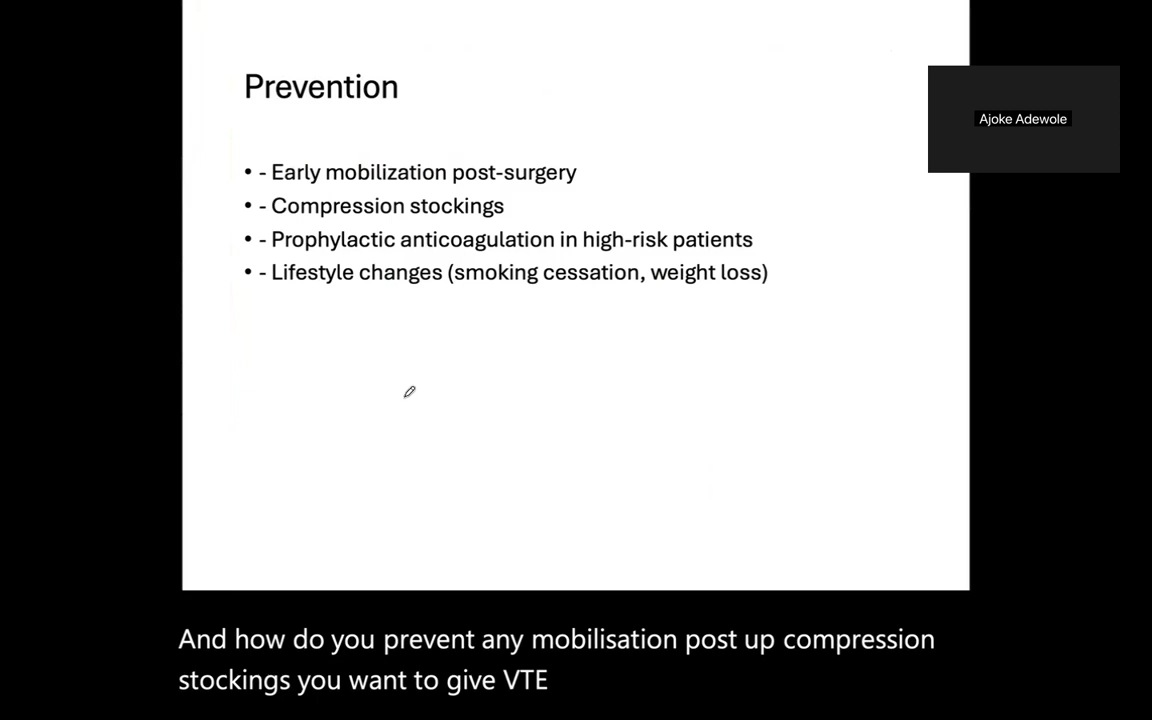 Prevention
Ajoke Adewole
• - Early mobilization post-surgery
• - Compression stockings
• - Prophylactic anticoagulation in high-risk patients
• - Lifestyle changes (smoking cessation, weight loss)
And how do you prevent any mobilisation post up compression
stockings you want to give VTE